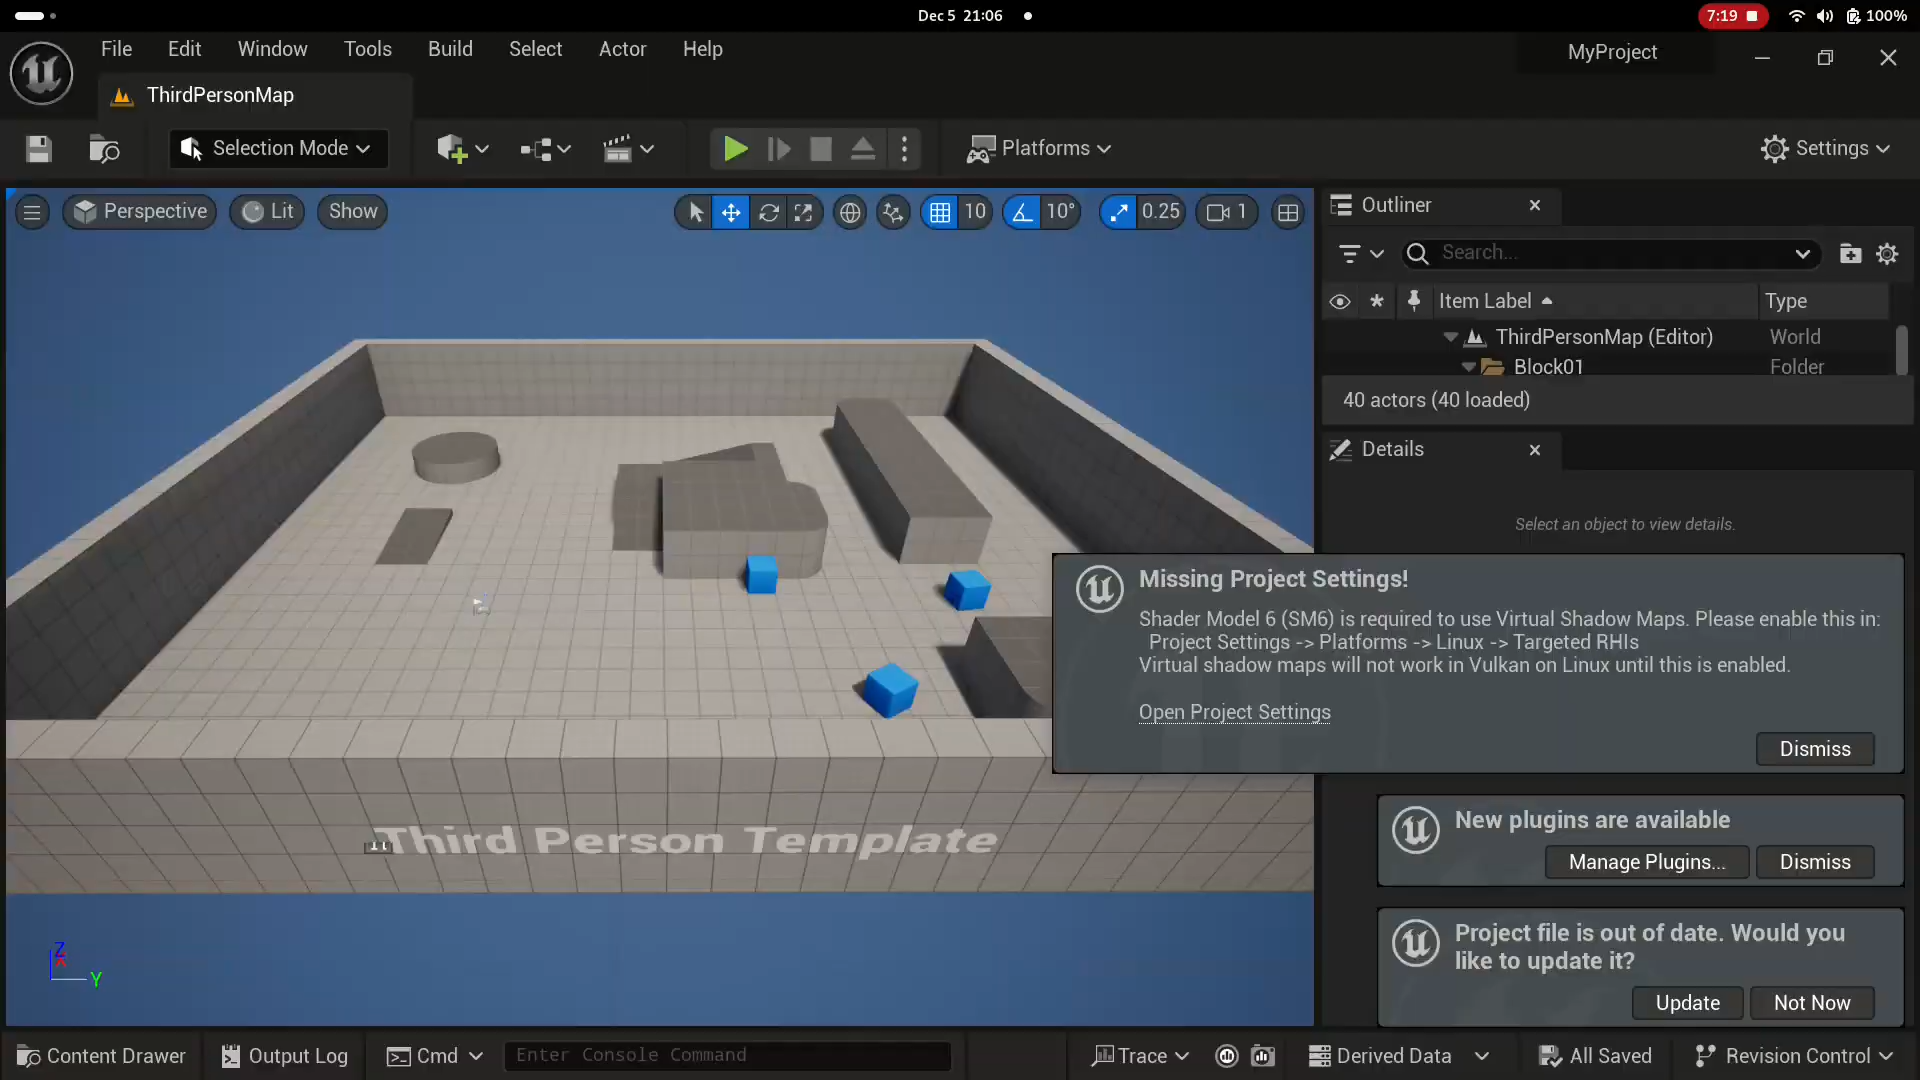 Dec 5 21:06
7:19
100%
File Edit Window Tools Build Select Actor Help
MyProject
ThirdPersonMap
Selection Mode
Platforms
Settings
Perspective
Lit
Show
10
10°
0.25
1
Outliner
Search...
Item Label
Type
ThirdPersonMap (Editor)
World
Block01
Folder
40 actors (40 loaded)
Details
Select an object to view details.
Missing Project Settings!
Shader Model 6 (SM6) is required to use Virtual Shadow Maps. Please enable this in:
Project Settings -> Platforms -> Linux -> Targeted RHIs
Virtual shadow maps will not work in Vulkan on Linux until this is enabled.
Open Project Settings
Dismiss
New plugins are available
Manage Plugins...
Dismiss
Project file is out of date. Would you
like to update it?
Update
Not Now
Third Person Template
Z
X
Y
Content Drawer
Output Log
Cmd
Enter Console Command
Trace
Derived Data
All Saved
Revision Control